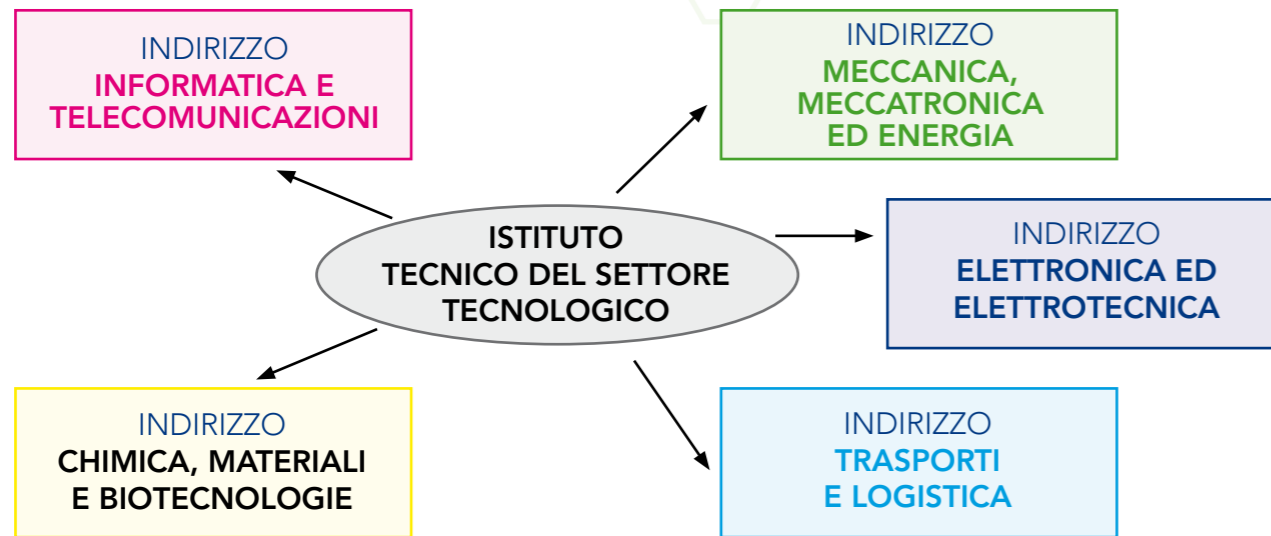 INDIRIZZO
INFORMATICA E
TELECOMUNICAZIONI
INDIRIZZO
MECCANICA,
MECCATRONICA
ED ENERGIA
ISTITUTO
TECNICO DEL SETTORE
TECNOLOGICO
INDIRIZZO
ELETTRONICA ED
ELETTROTECNICA
INDIRIZZO
CHIMICA, MATERIALI
E BIOTECNOLOGIE
INDIRIZZO
TRASPORTI
E LOGISTICA